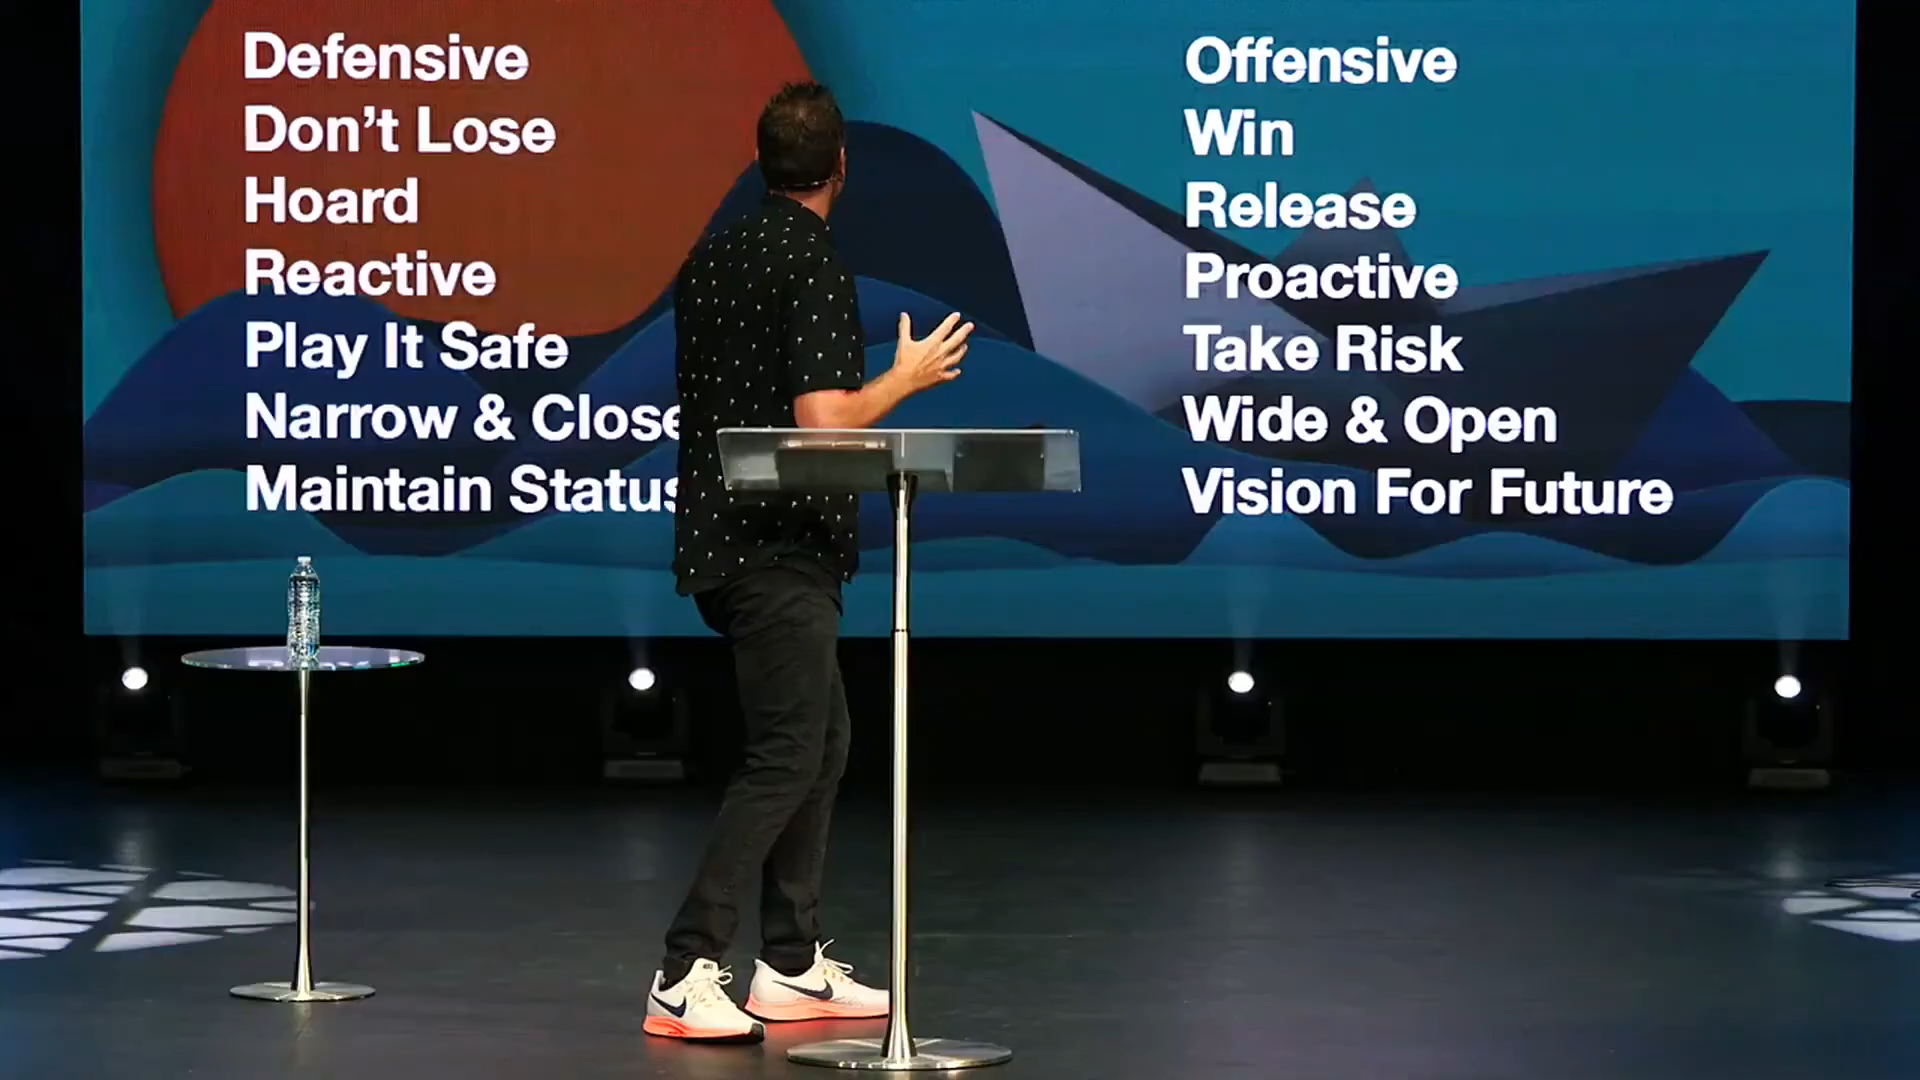 Defensive
Don't Lose
Hoard
Reactive
Play It Safe
Narrow & Close
Maintain Status
Offensive
Win
Release
Proactive
Take Risk
Wide & Open
Vision For Future